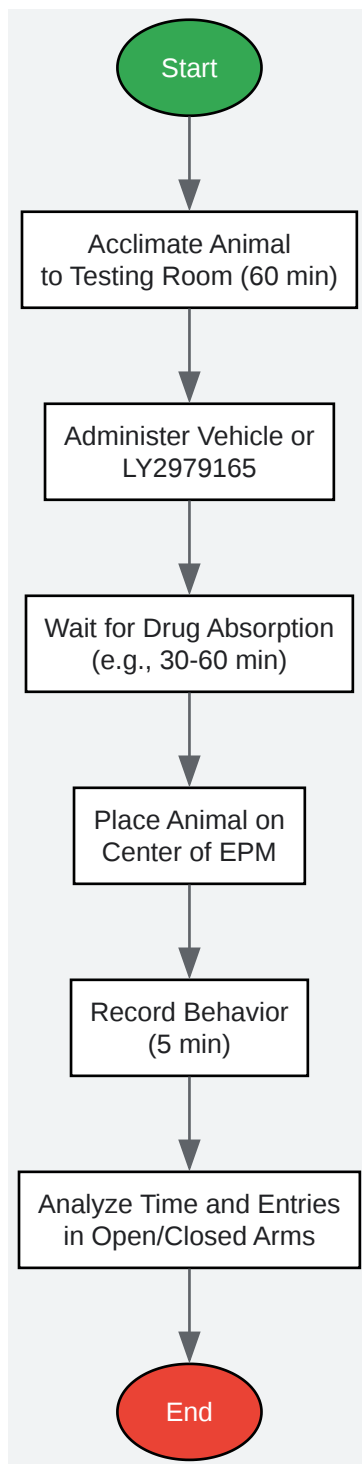 Start
Acclimate Animal
to Testing Room (60 min)
Administer Vehicle or
LY2979165
Wait for Drug Absorption
(e.g., 30-60 min)
Place Animal on
Center of EPM
Record Behavior
(5 min)
Analyze Time and Entries
in Open/Closed Arms
End